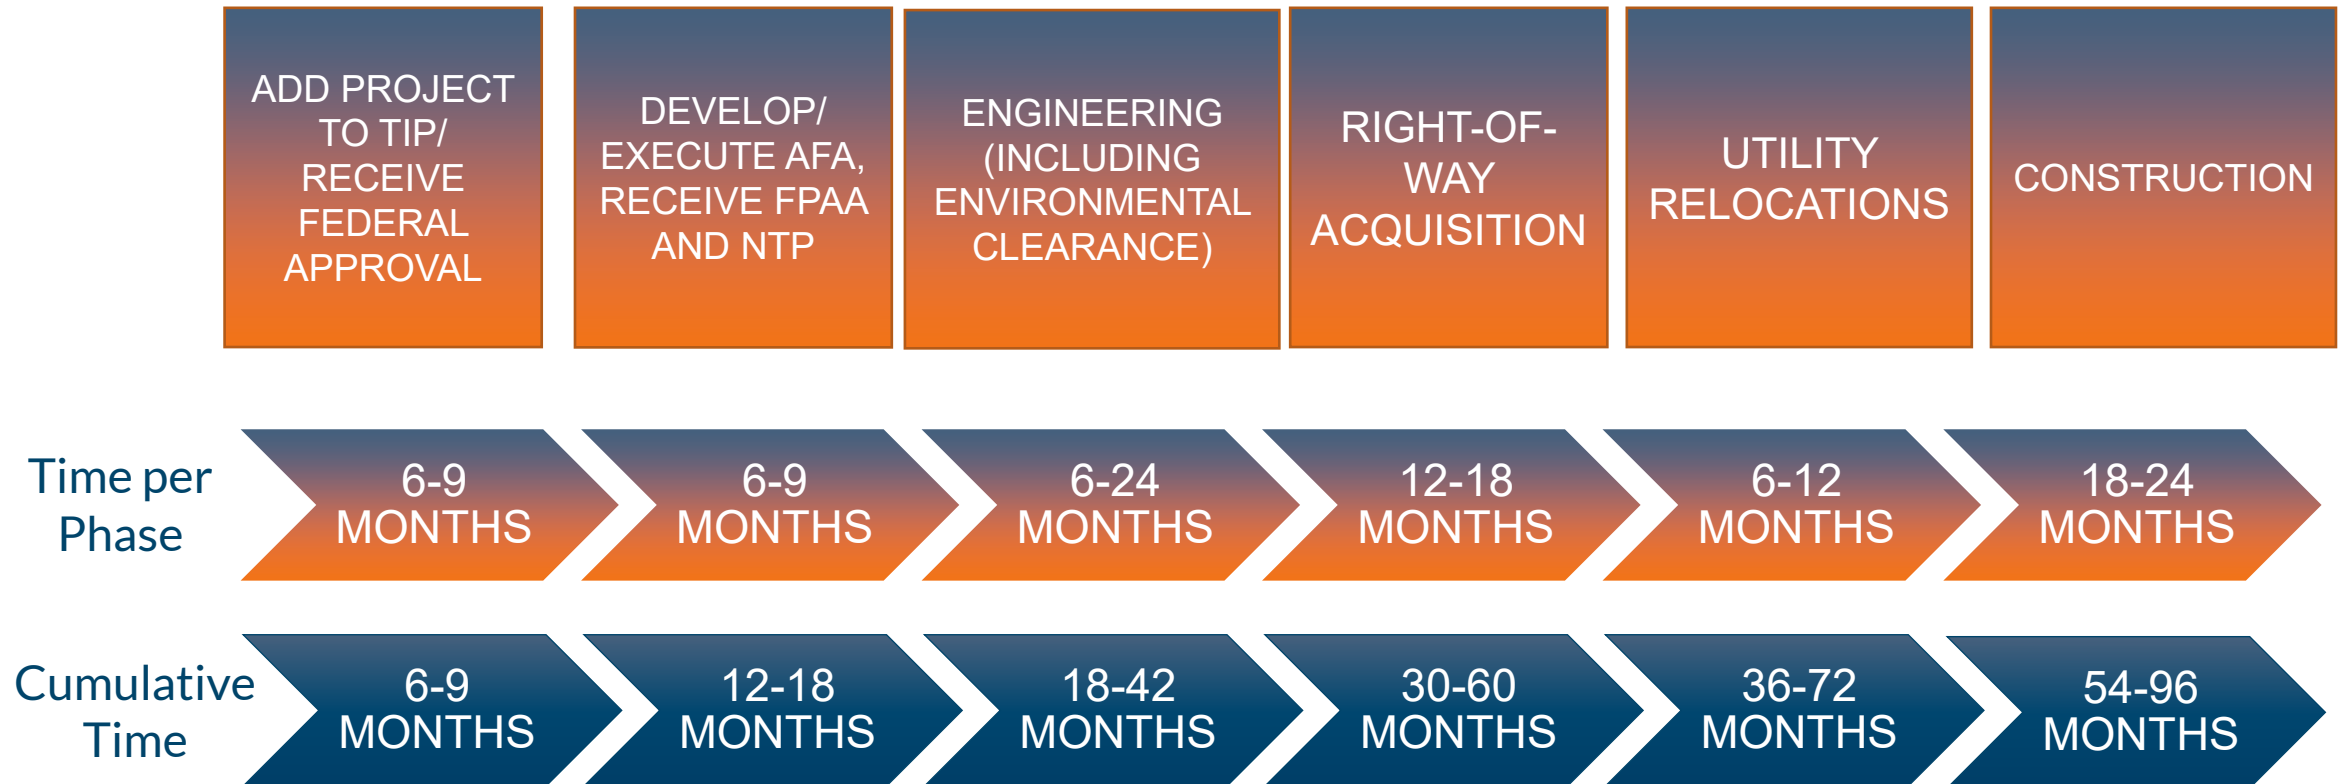 ADD PROJECT
TO TIP/
RECEIVE
FEDERAL
APPROVAL
DEVELOP/
EXECUTE AFA,
RECEIVE FPAA
AND NTP
ENGINEERING
(INCLUDING
ENVIRONMENTAL
CLEARANCE)
RIGHT-OF-
WAY
ACQUISITION
UTILITY
RELOCATIONS
CONSTRUCTION
Time per
Phase
6-9
MONTHS
6-9
MONTHS
6-24
MONTHS
12-18
MONTHS
6-12
MONTHS
18-24
MONTHS
Cumulative
Time
6-9
MONTHS
12-18
MONTHS
18-42
MONTHS
30-60
MONTHS
36-72
MONTHS
54-96
MONTHS